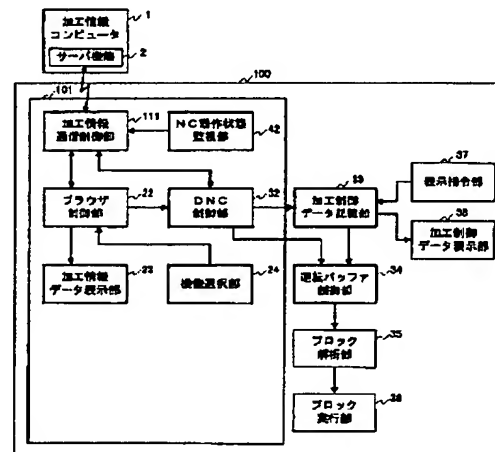 加工情報
コンピュータ
1
サーバ機能
2
100
101
加工情報
通信制御部
111
NC動作状態
監視部
42
ブラウザ
制御部
22
DNC
制御部
32
加工制御
データ記憶部
33
表示指令部
37
加工制御
データ表示部
38
加工情報
データ表示部
23
機能選択部
24
運転バッファ
制御部
34
ブロック
解析部
35
ブロック
実行部
36